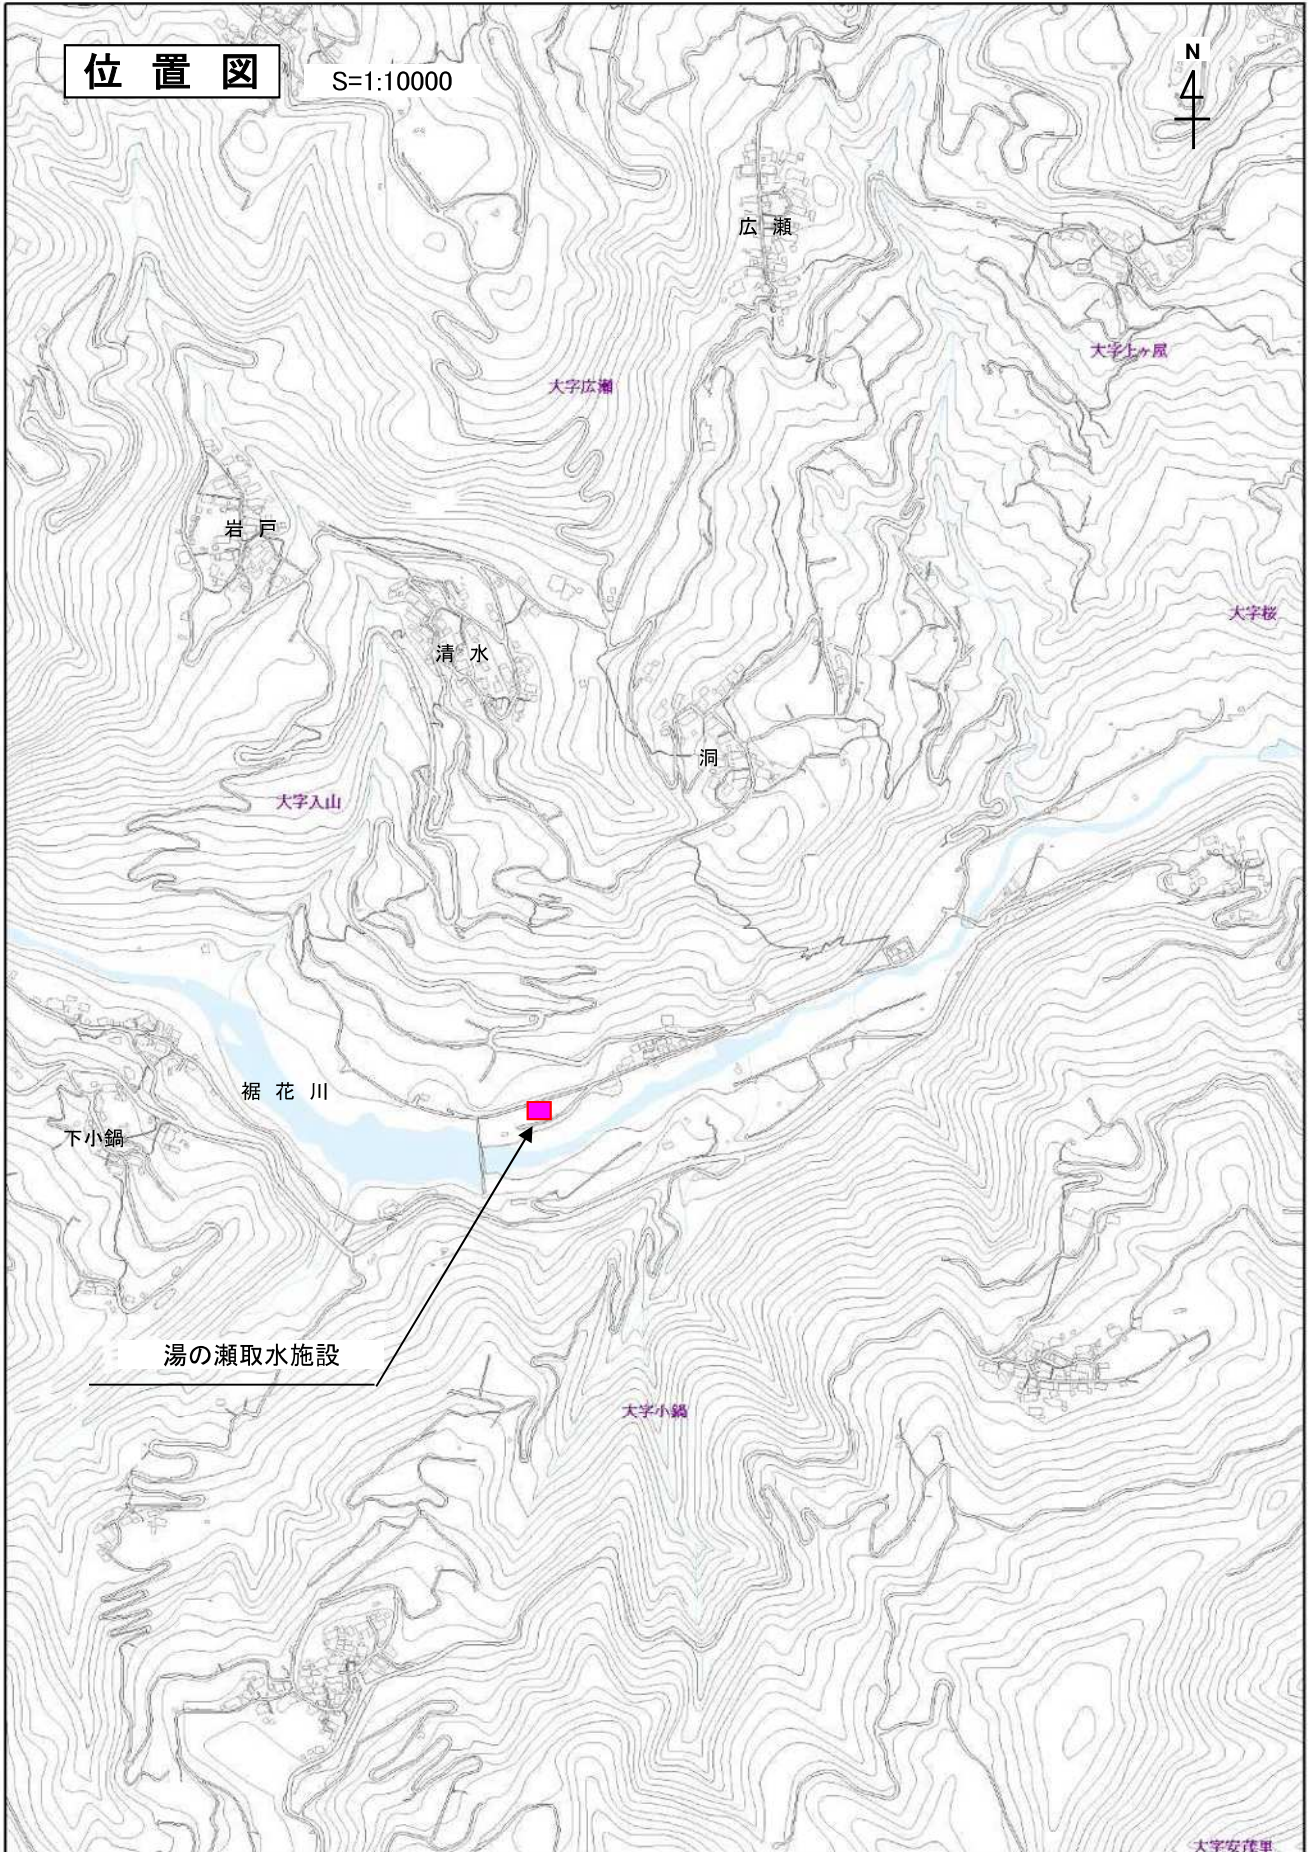 位置図
S=1:10000
N
広瀬
大字上ヶ屋
大字広瀬
岩戸
大字桜
清水
洞
大字入山
裾花川
下小鍋
湯の瀬取水施設
大字小鍋
大字安茂里